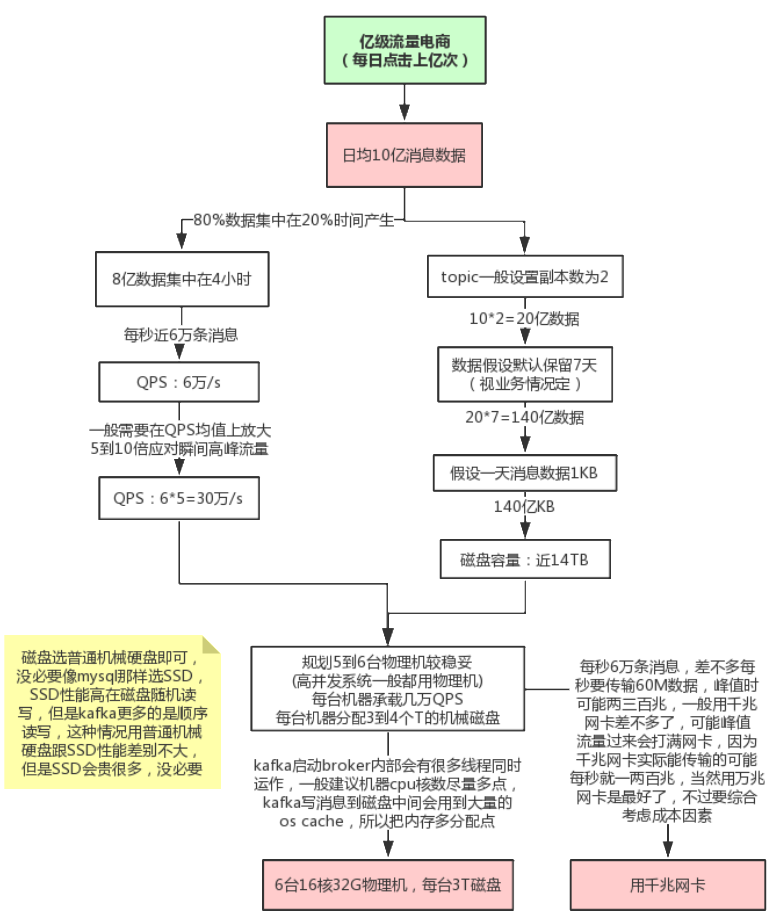 亿级流量电商
（每日点击上亿次）
日均10亿消息数据
80%数据集中在20%时间产生
8亿数据集中在4小时
每秒近6万条消息
QPS：6万/s
一般需要在QPS均值上放大
5到10倍应对瞬间高峰流量
QPS：6*5=30万/s
topic一般设置副本数为2
10*2=20亿数据
数据假设默认保留7天
（视业务情况定）
20*7=140亿数据
假设一天消息数据1KB
140亿KB
磁盘容量：近14TB
磁盘选普通机械硬盘即可，
没必要像mysq哪样选SSD，
SSD性能高在磁盘随机读
写，但是kafka更多的是顺序
读写，这种情况用普通机械
硬盘跟SSD性能差别不大，
但是SSD会贵很多，没必要
规划5到6台物理机较稳妥
(高并发系统一般都用物理机)
每台机器承载几万QPS
每台机器分配3到4个T的机械磁盘
kafka启动broker内部会有很多线程同时
运作，一般建议机器cpu核数尽量多点，
kafka写消息到磁盘中间会用到大量的
os cache，所以把内存多分配点
6台16核32G物理机，每台3T磁盘
每秒6万条消息，差不多每
秒要传输60M数据，峰值时
可能两三百兆，一般用千兆
网卡差不多了，可能峰值
流量过来会打满网卡，因为
千兆网卡实际能传输的可能
每秒就一两百兆，当然用万兆
网卡是最好了，不过要综合
考虑成本因素
用千兆网卡